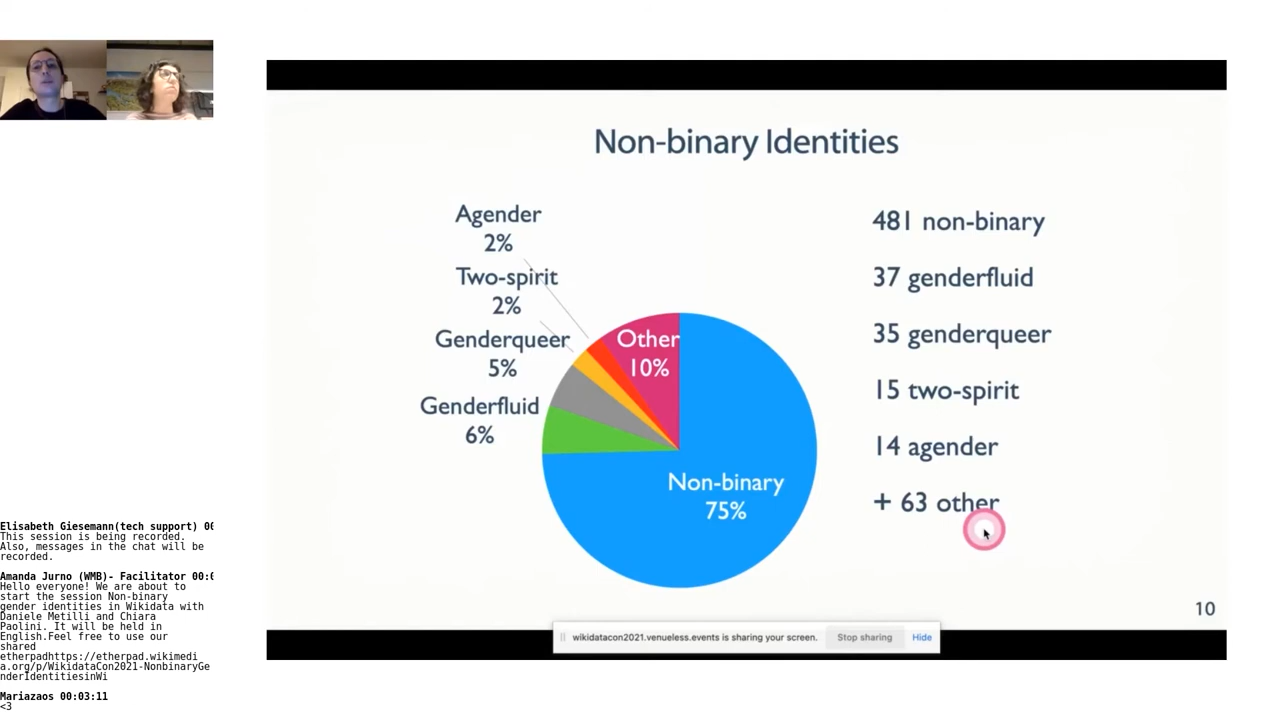 Non-binary Identities
Agender
2%
Two-spirit
2%
Genderqueer
5%
Genderfluid
6%
Other
10%
Non-binary
75%
481 non-binary
37 genderfluid
35 genderqueer
15 two-spirit
14 agender
+ 63 other
10
wikidatacon2021.venueless.events is sharing your screen.
Stop sharing
Hide
Elisabeth Giesemann(tech support) 00
This session is being recorded.
Also, messages in the chat will be
recorded.
Amanda Jurno (WMB)- Facilitator 00:0
Hello everyone! We are about to
start the session Non-binary
gender identities in Wikidata with
Daniele Metilli and Chiara
Paolini. It will be held in
English.Feel free to use our
shared
etherpadhttps://etherpad.wikimedi
a.org/p/WikidataCon2021-NonbinaryGe
nderIdentitiesinWi
Mariazaos 00:03:11
<3